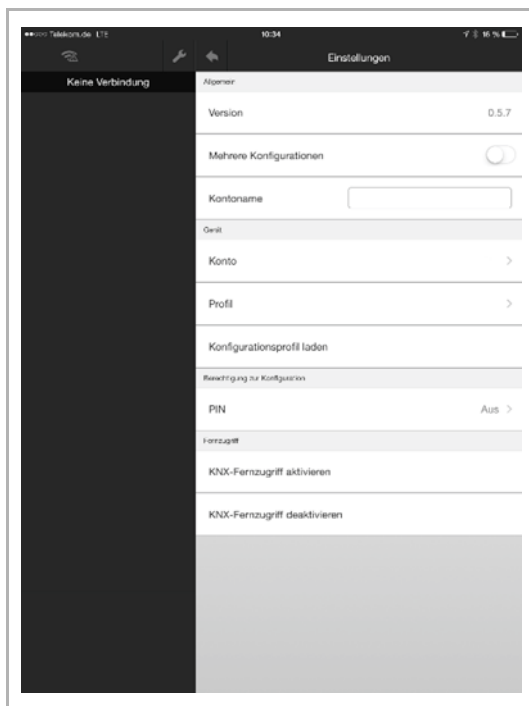 Telekom.de LTE 10:34 16 %
Einstellungen
Keine Verbindung
Allgemein
Version 0.5.7
Mehrere Konfigurationen
Kontoname
Gerät
Konto
Profil
Konfigurationsprofil laden
Berechtigung zur Konfiguration
PIN Aus
Fernzugriff
KNX-Fernzugriff aktivieren
KNX-Fernzugriff deaktivieren